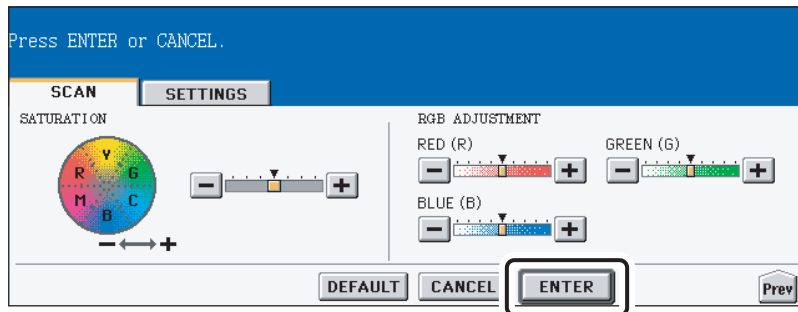 Press ENTER or CANCEL.
SCAN SETTINGS
SATURATION
Y
R G
M C
B
− ↔ +
− +
RGB ADJUSTMENT
RED (R) GREEN (G)
− + − +
BLUE (B)
− +
DEFAULT CANCEL ENTER Prev